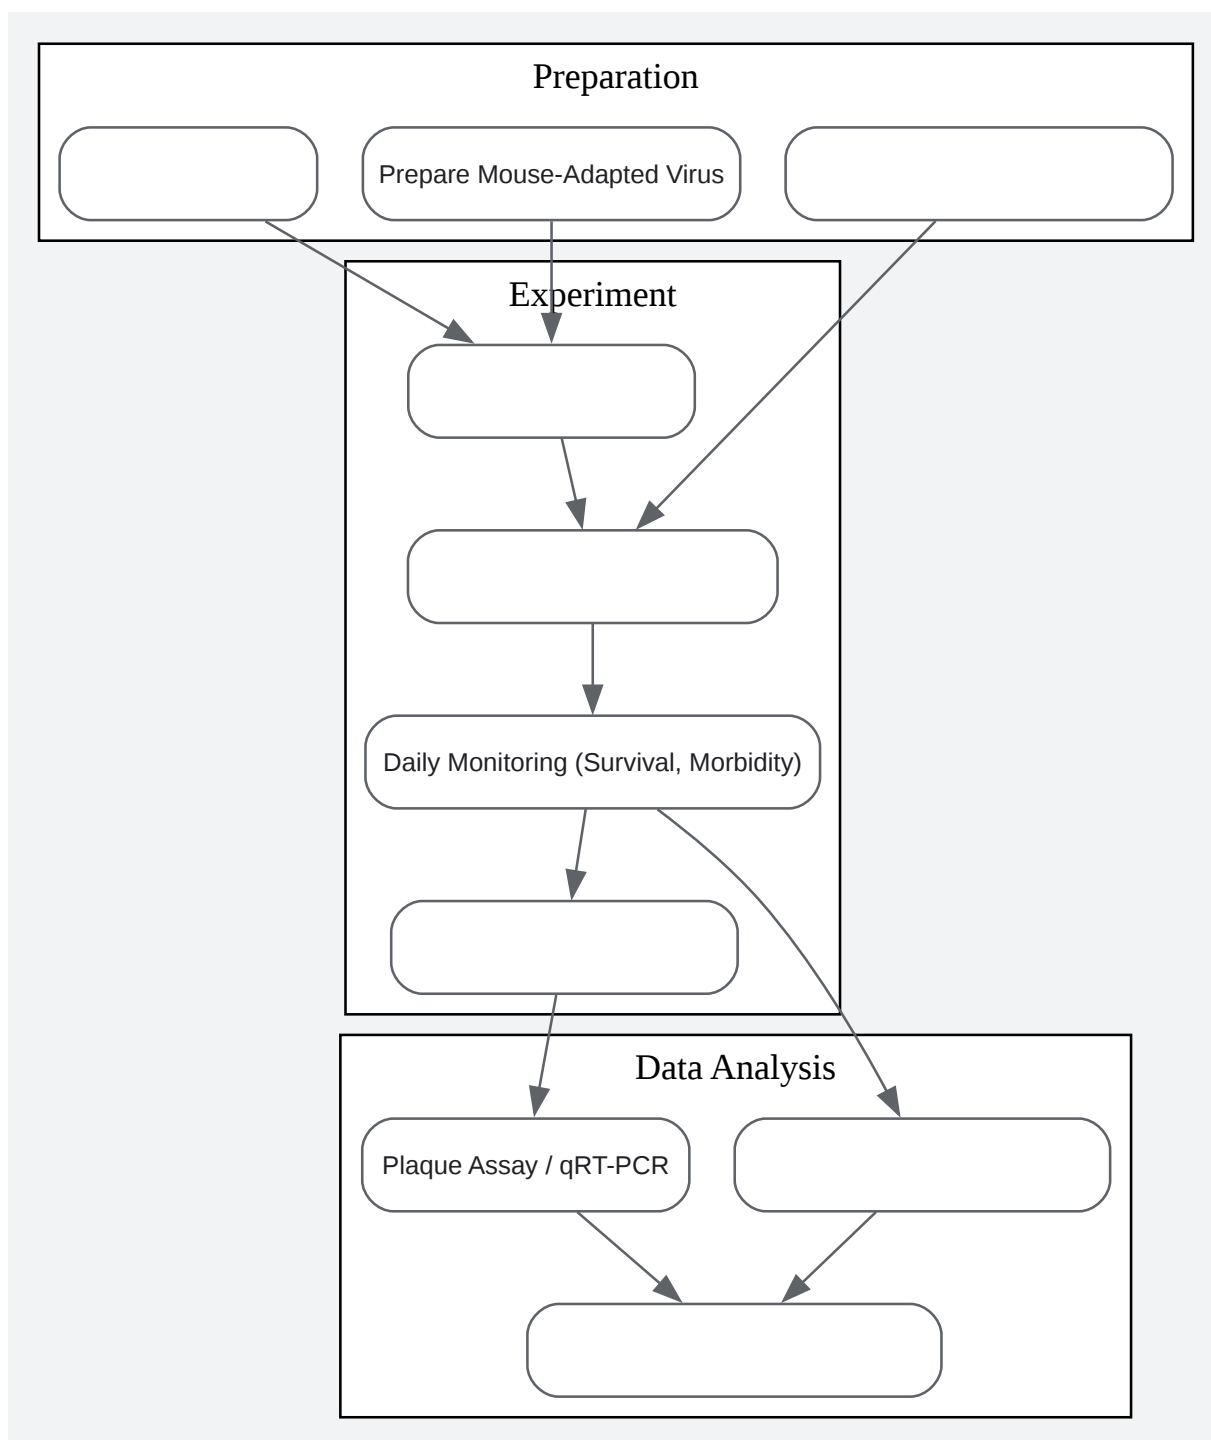 Preparation
Prepare Mouse-Adapted Virus
Experiment
Daily Monitoring (Survival, Morbidity)
Data Analysis
Plaque Assay / qRT-PCR